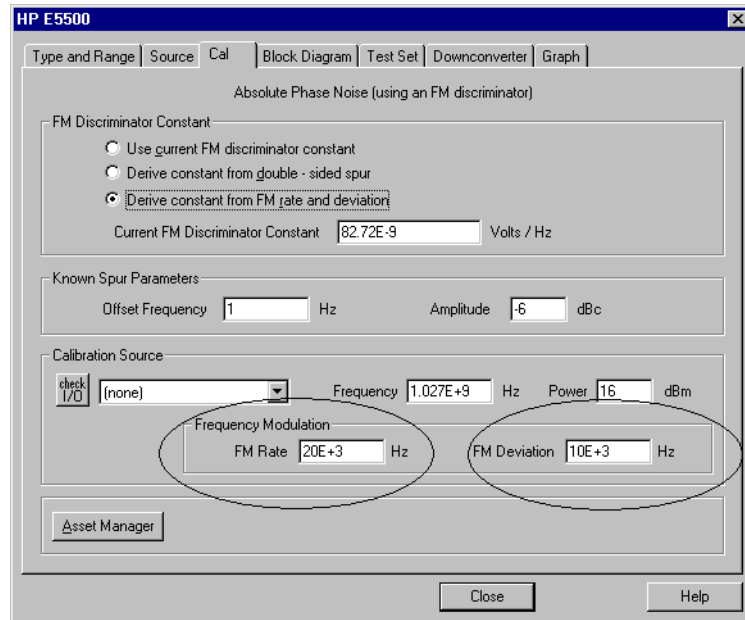 HP E5500
Type and Range Source Cal Block Diagram Test Set Downconverter Graph
Absolute Phase Noise (using an FM discriminator)
FM Discriminator Constant
Use current FM discriminator constant
Derive constant from double - sided spur
Derive constant from FM rate and deviation
Current FM Discriminator Constant 82.72E-9 Volts / Hz
Known Spur Parameters
Offset Frequency 1 Hz Amplitude -6 dBc
Calibration Source
check I/O (none) Frequency 1.027E+9 Hz Power 16 dBm
Frequency Modulation
FM Rate 20E+3 Hz FM Deviation 10E+3 Hz
Asset Manager
Close Help